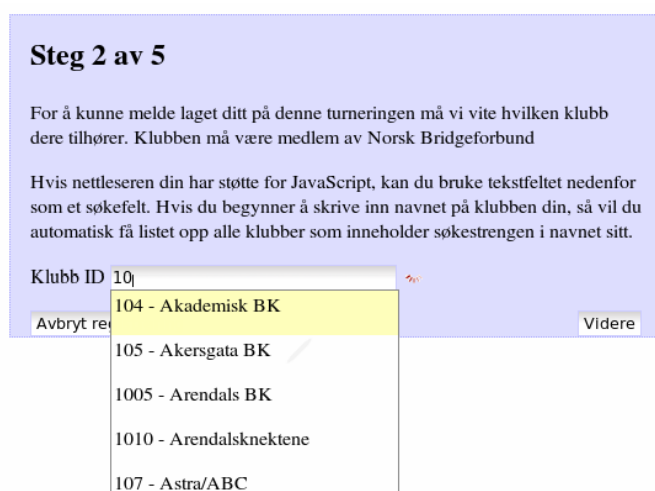 Steg 2 av 5
For å kunne melde laget ditt på denne turneringen må vi vite hvilken klubb
dere tilhører. Klubben må være medlem av Norsk Bridgeforbund
Hvis nettleseren din har støtte for JavaScript, kan du bruke tekstfeltet nedenfor
som et søkefelt. Hvis du begynner å skrive inn navnet på klubben din, så vil du
automatisk få listet opp alle klubber som inneholder søkestrengen i navnet sitt.
Klubb ID 10
104 - Akademisk BK
Avbryt Videre
105 - Akersgata BK
1005 - Arendals BK
1010 - Arendalsknektene
107 - Astra/ABC